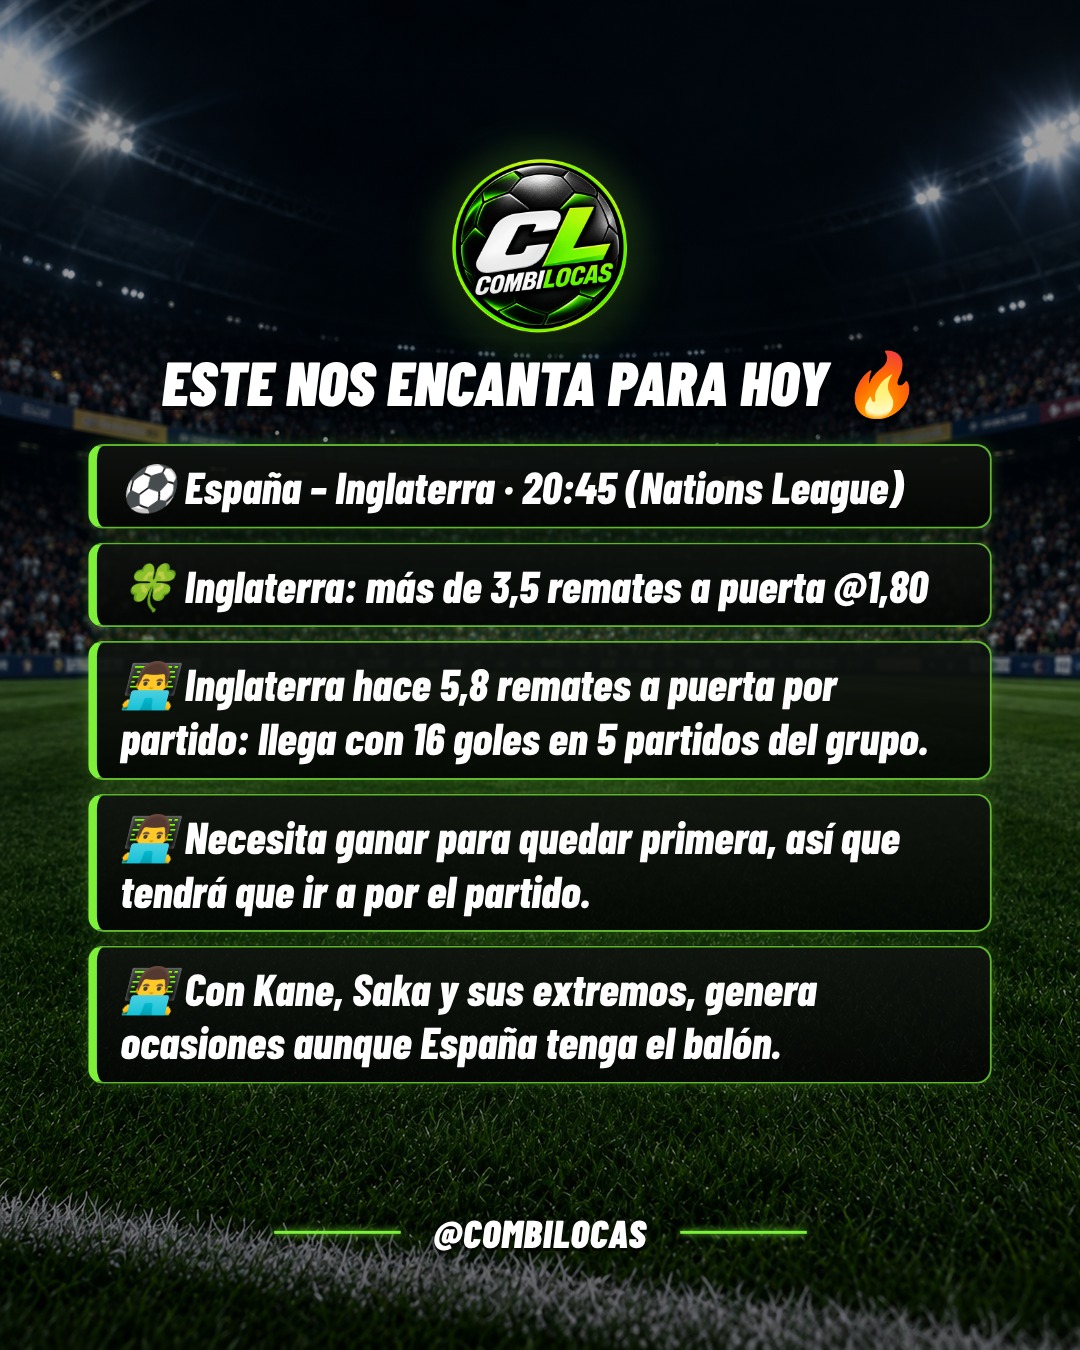 CL
COMBILOCAS
ESTE NOS ENCANTA PARA HOY 🔥
⚽ España – Inglaterra · 20:45 (Nations League)
🍀 Inglaterra: más de 3,5 remates a puerta @1,80
👨‍💻 Inglaterra hace 5,8 remates a puerta por
partido: llega con 16 goles en 5 partidos del grupo.
👨‍💻 Necesita ganar para quedar primera, así que
tendrá que ir a por el partido.
👨‍💻 Con Kane, Saka y sus extremos, genera
ocasiones aunque España tenga el balón.
@COMBILOCAS